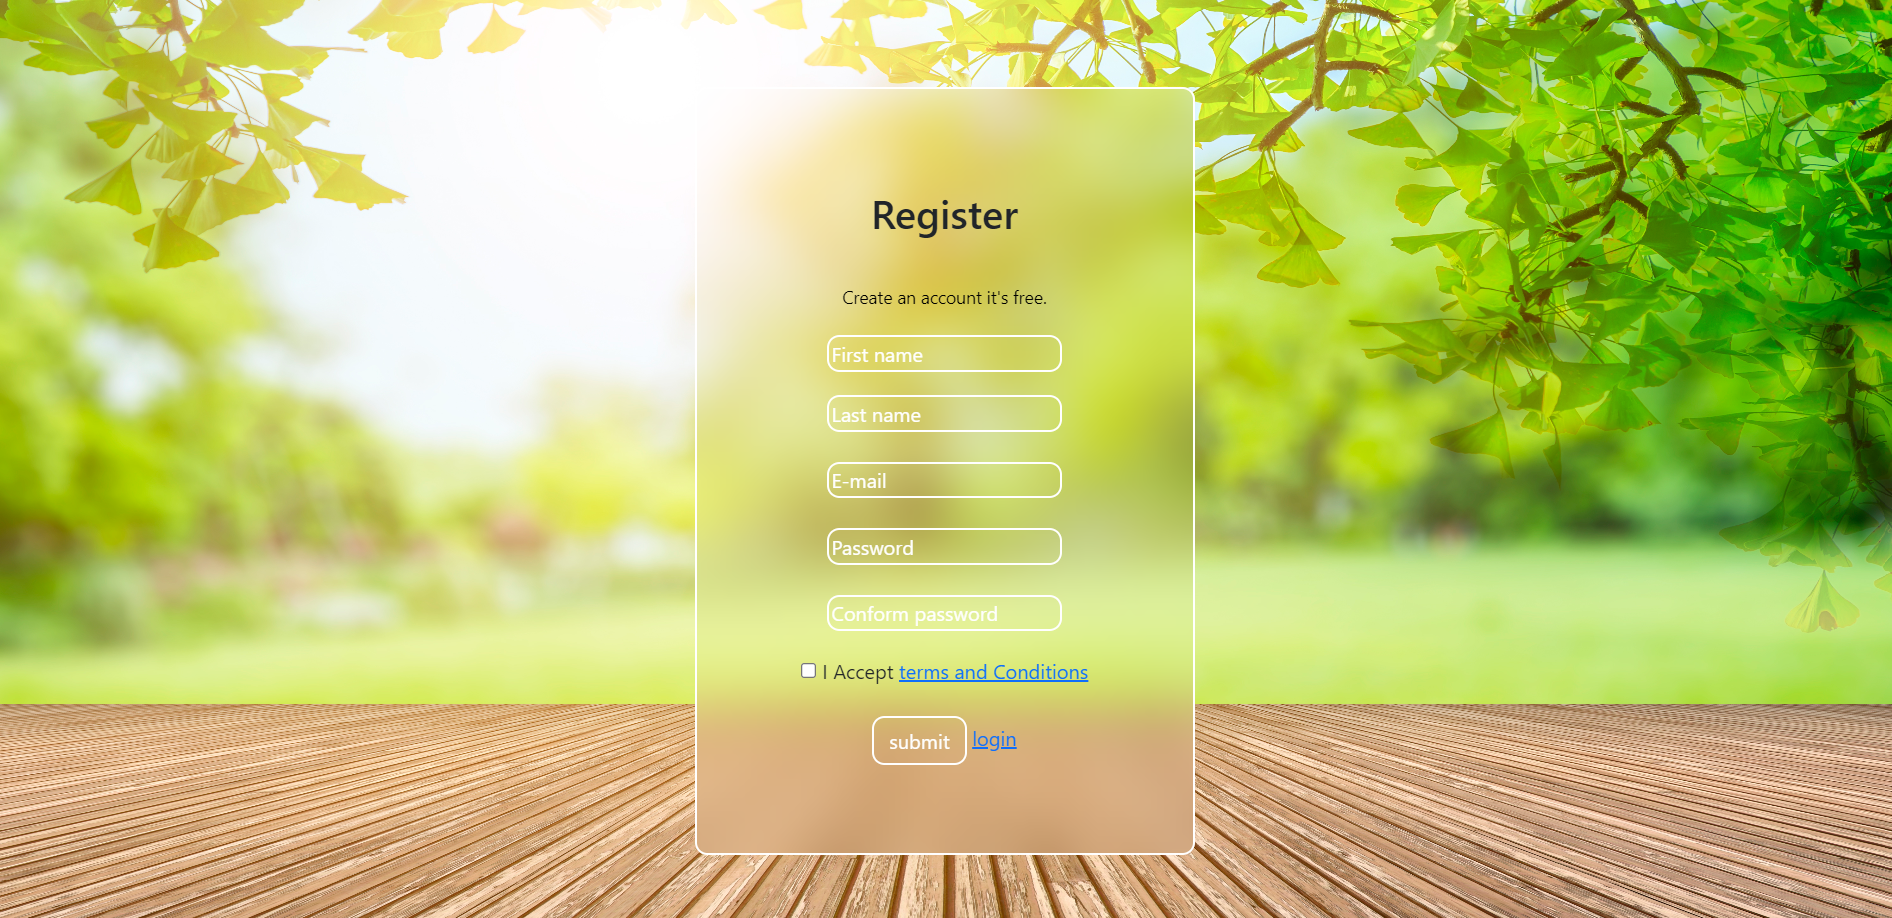 Register
Create an account it's free.
First name
Last name
E-mail
Password
Conform password
I Accept terms and Conditions
submit login